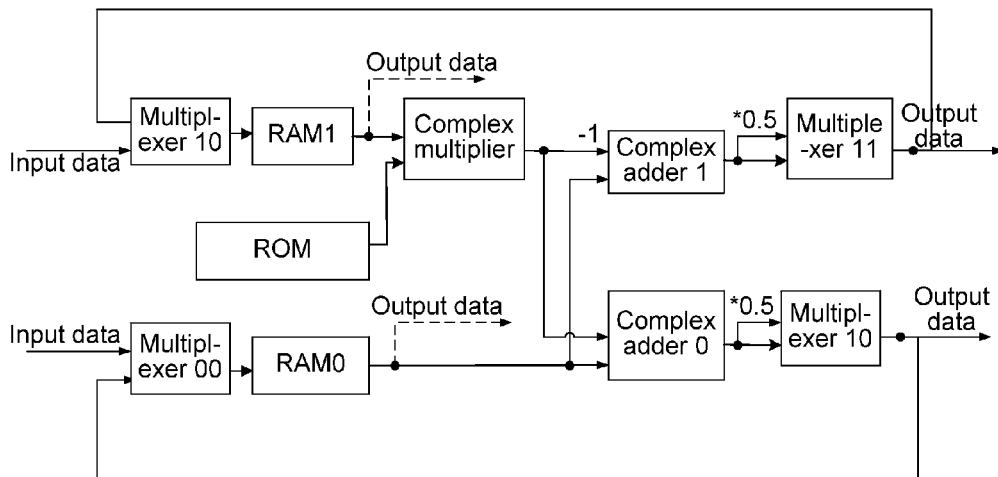 Output data
Multipl-
exer 10
RAM1
Complex
multiplier
Input data
-1
Complex
adder 1
*0.5
Multiple
-xer 11
Output
data
ROM
Input data
Multipl-
exer 00
RAM0
Output data
Complex
adder 0
*0.5
Multipl-
exer 10
Output
data